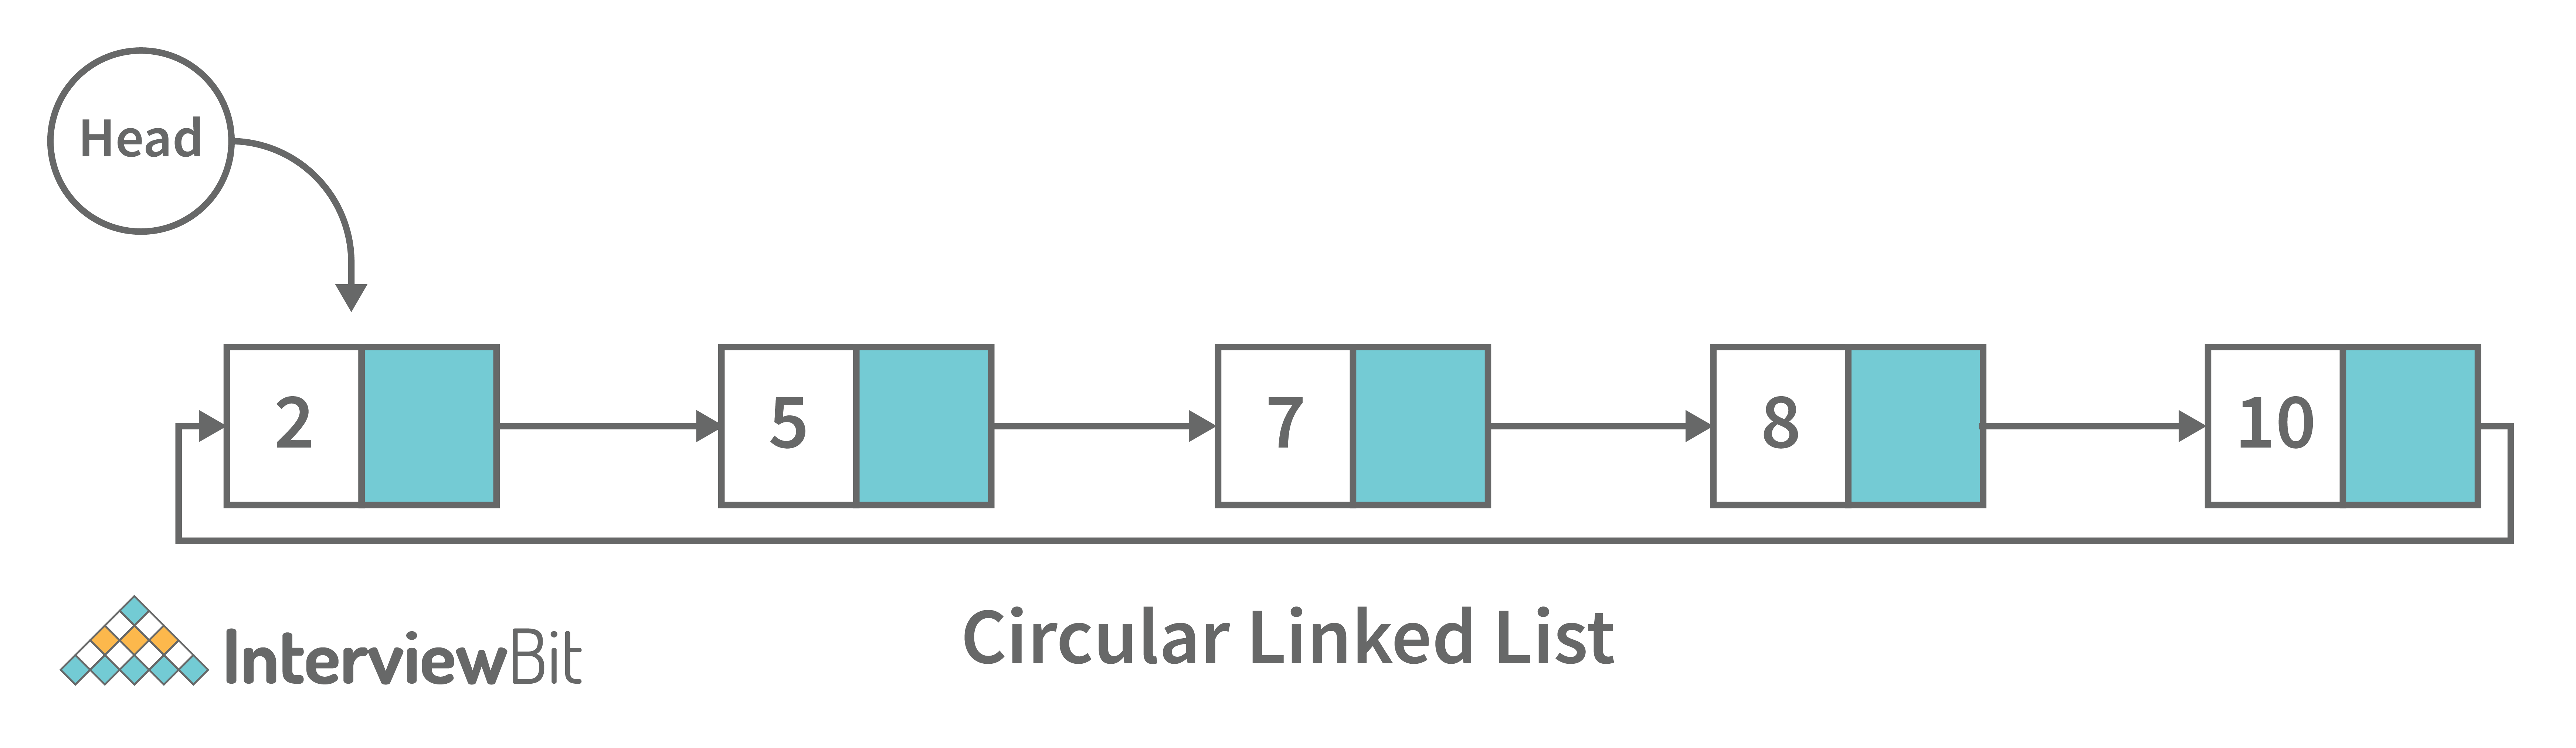 Head
2 5 7 8 10
Circular Linked List
InterviewBit